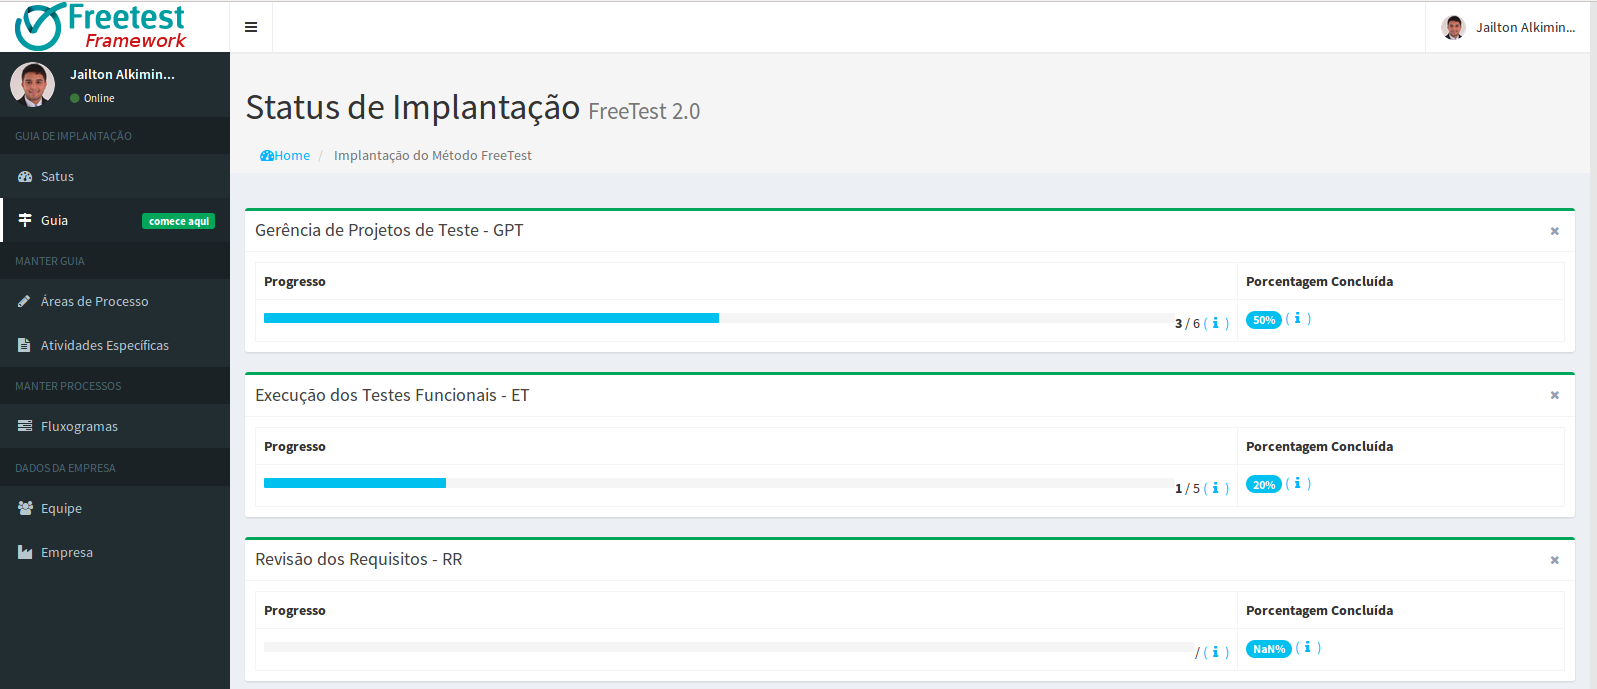 Freetest
Framework
Jailton Alkimin...
Jailton Alkimin...
Online
GUIA DE IMPLANTAÇÃO
Satus
Guia comece aqui
MANTER GUIA
Áreas de Processo
Atividades Específicas
MANTER PROCESSOS
Fluxogramas
DADOS DA EMPRESA
Equipe
Empresa
Status de Implantação FreeTest 2.0
Home / Implantação do Método FreeTest
Gerência de Projetos de Teste - GPT
Progresso Porcentagem Concluída
3 / 6 ( i ) 50% ( i )
Execução dos Testes Funcionais - ET
Progresso Porcentagem Concluída
1 / 5 ( i ) 20% ( i )
Revisão dos Requisitos - RR
Progresso Porcentagem Concluída
/ ( i ) NaN% ( i )